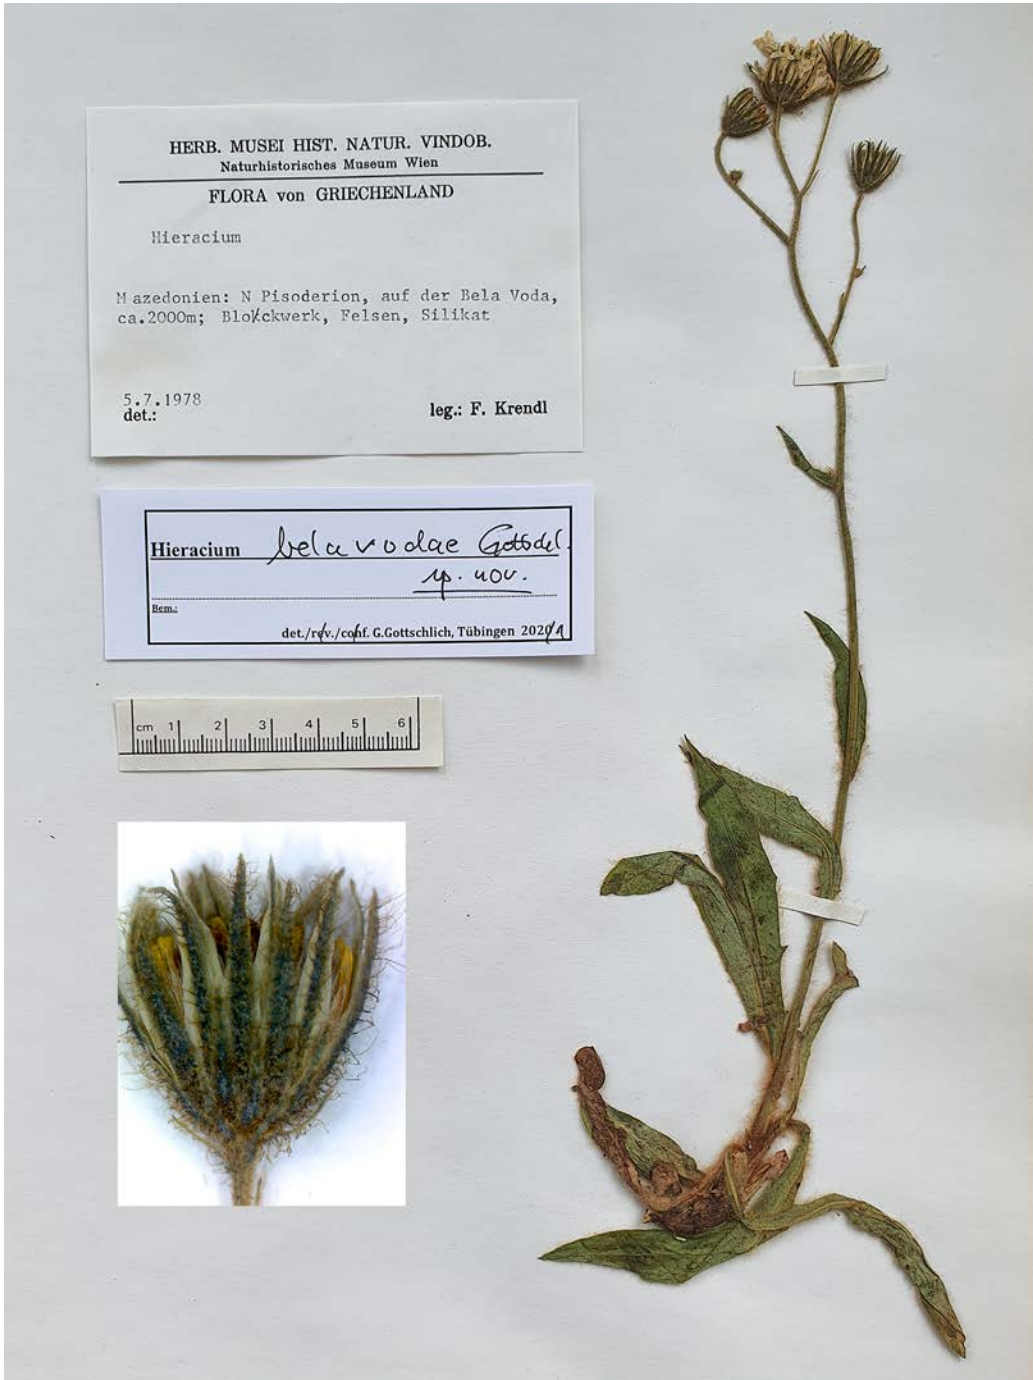 HERB. MUSEI HIST. NATUR. VINDOB.
Naturhistorisches Museum Wien
FLORA von GRIECHENLAND
Hieracium
Mazedonien: N Pisoderion, auf der Bela Voda,
ca.2000m; Blockwerk, Felsen, Silikat
5.7.1978
det.:
leg.: F. Krendl
Hieracium belavodae Gottschl.
sp. nov.
Bem.:
det./rev./conf. G.Gottschlich, Tübingen 2021
cm 1 2 3 4 5 6